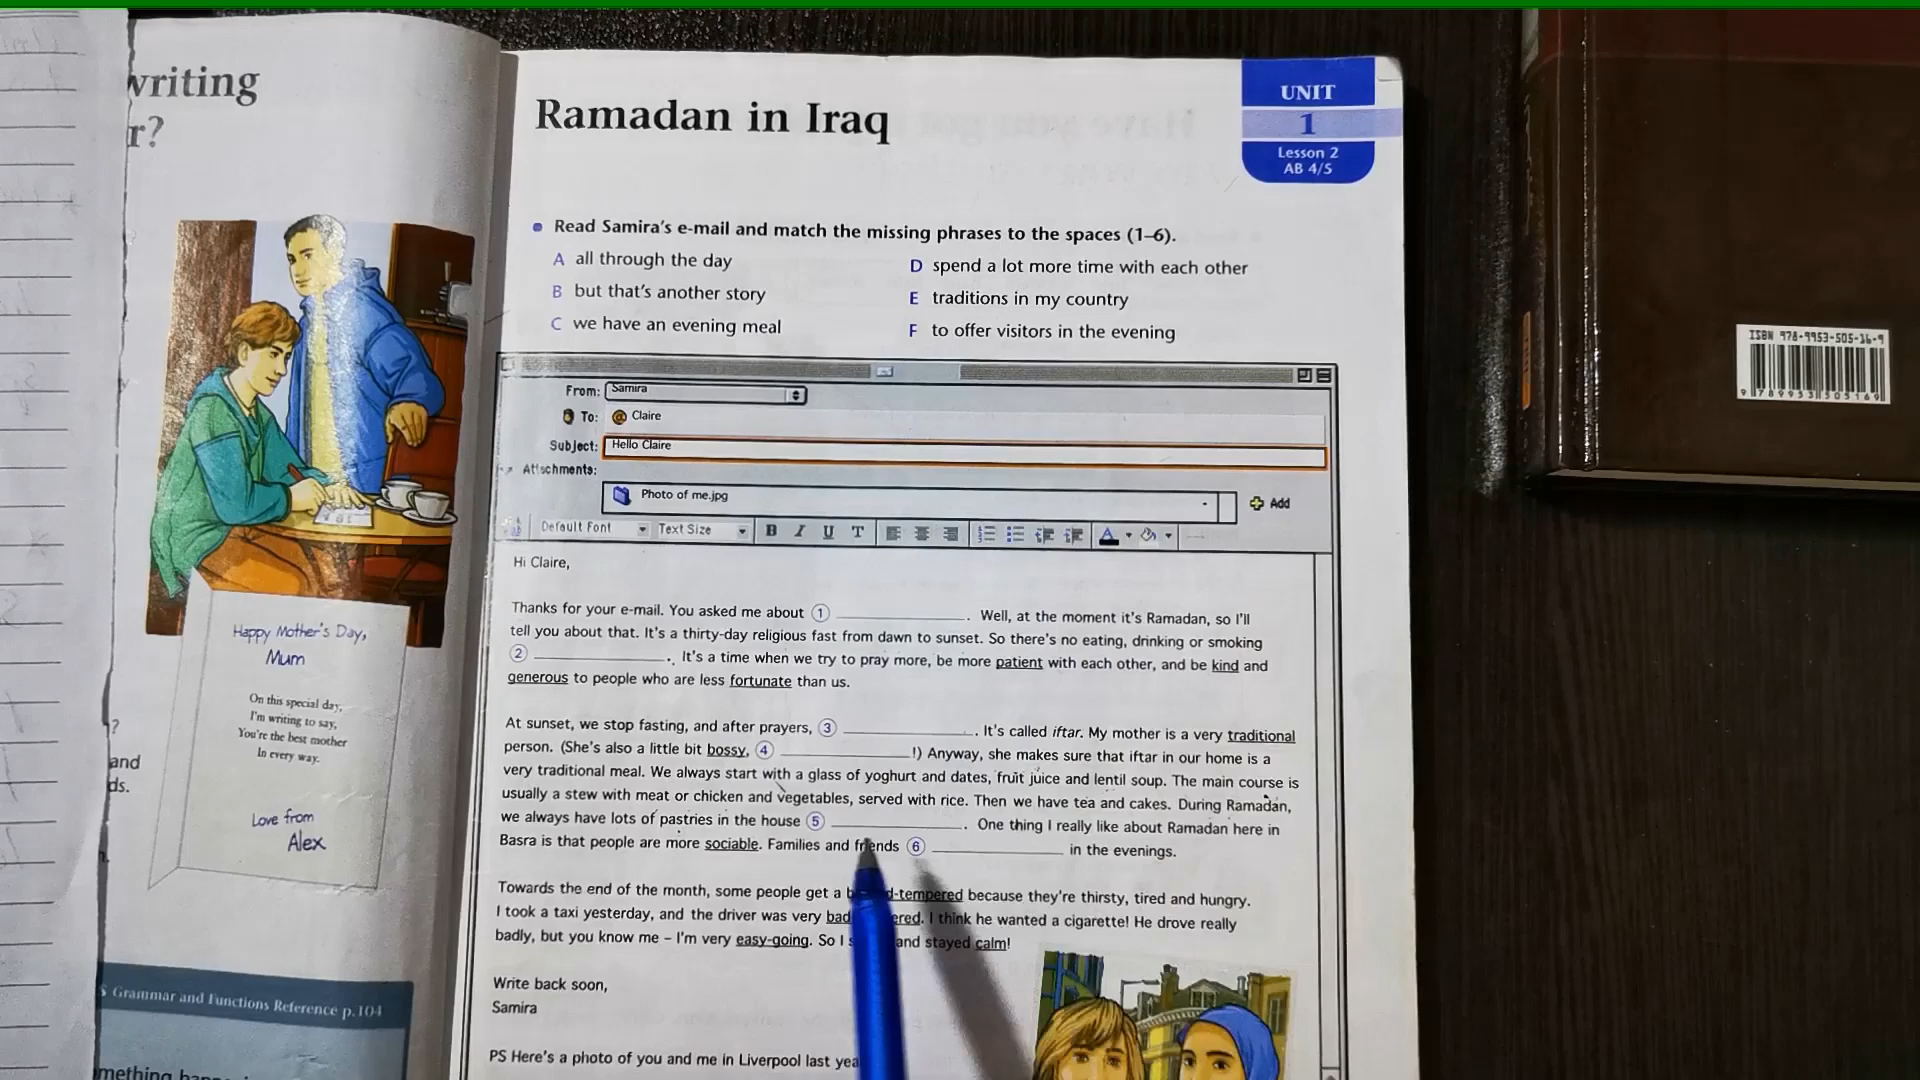 writing
r?
Happy Mother's Day,
Mum
On this special day,
I'm writing to say,
You're the best mother
In every way.
Love from
Alex
?
and
ds.
Grammar and Functions Reference p.104
Ramadan in Iraq
UNIT
1
Lesson 2
AB 4/5
Read Samira's e-mail and match the missing phrases to the spaces (1–6).
A all through the day
B but that's another story
C we have an evening meal
D spend a lot more time with each other
E traditions in my country
F to offer visitors in the evening
From: Samira
To: Claire
Subject: Hello Claire
Attachments:
Photo of me.jpg
Add
Default Font Text Size B I U T A
Hi Claire,
Thanks for your e-mail. You asked me about 1 ____________. Well, at the moment it's Ramadan, so I'll
tell you about that. It's a thirty-day religious fast from dawn to sunset. So there's no eating, drinking or smoking
2 ____________. It's a time when we try to pray more, be more patient with each other, and be kind and
generous to people who are less fortunate than us.
At sunset, we stop fasting, and after prayers, 3 ____________. It's called iftar. My mother is a very traditional
person. (She's also a little bit bossy, 4 ____________!) Anyway, she makes sure that iftar in our home is a
very traditional meal. We always start with a glass of yoghurt and dates, fruit juice and lentil soup. The main course is
usually a stew with meat or chicken and vegetables, served with rice. Then we have tea and cakes. During Ramadan,
we always have lots of pastries in the house 5 ____________. One thing I really like about Ramadan here in
Basra is that people are more sociable. Families and friends 6 ____________ in the evenings.
Towards the end of the month, some people get a b d-tempered because they're thirsty, tired and hungry.
I took a taxi yesterday, and the driver was very bad ered. I think he wanted a cigarette! He drove really
badly, but you know me – I'm very easy-going. So I s and stayed calm!
Write back soon,
Samira
PS Here's a photo of you and me in Liverpool last yea
ISBN 978-9953-505-16-9
9 789953 505169